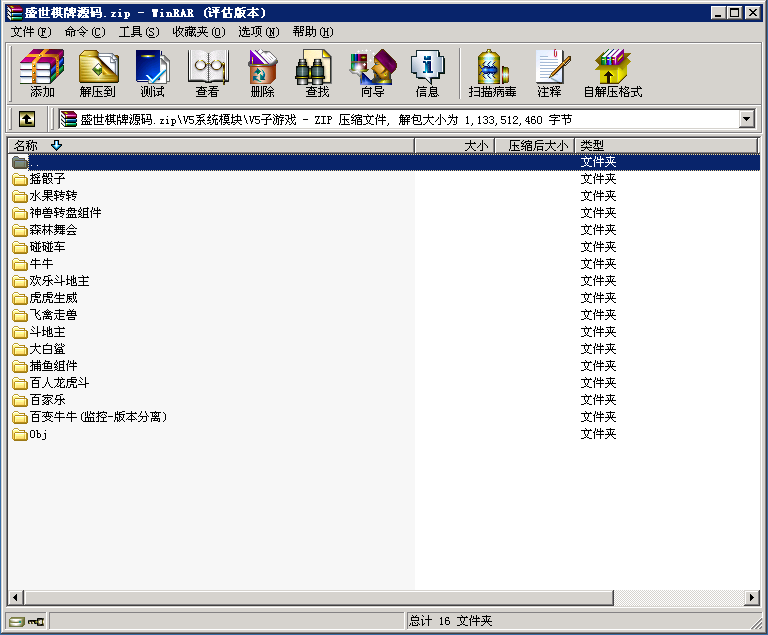 盛世棋牌源码.zip - WinRAR (评估版本)
文件(F) 命令(C) 工具(S) 收藏夹(O) 选项(N) 帮助(H)
添加 解压到 测试 查看 删除 查找 向导 信息 扫描病毒 注释 自解压格式
盛世棋牌源码.zip\V5系统模块\V5子游戏 - ZIP 压缩文件, 解包大小为 1,133,512,460 字节
名称 大小 压缩后大小 类型
.. 文件夹
摇骰子 文件夹
水果转转 文件夹
神兽转盘组件 文件夹
森林舞会 文件夹
碰碰车 文件夹
牛牛 文件夹
欢乐斗地主 文件夹
虎虎生威 文件夹
飞禽走兽 文件夹
斗地主 文件夹
大白鲨 文件夹
捕鱼组件 文件夹
百人龙虎斗 文件夹
百家乐 文件夹
百变牛牛(监控-版本分离) 文件夹
Obj 文件夹
总计 16 文件夹